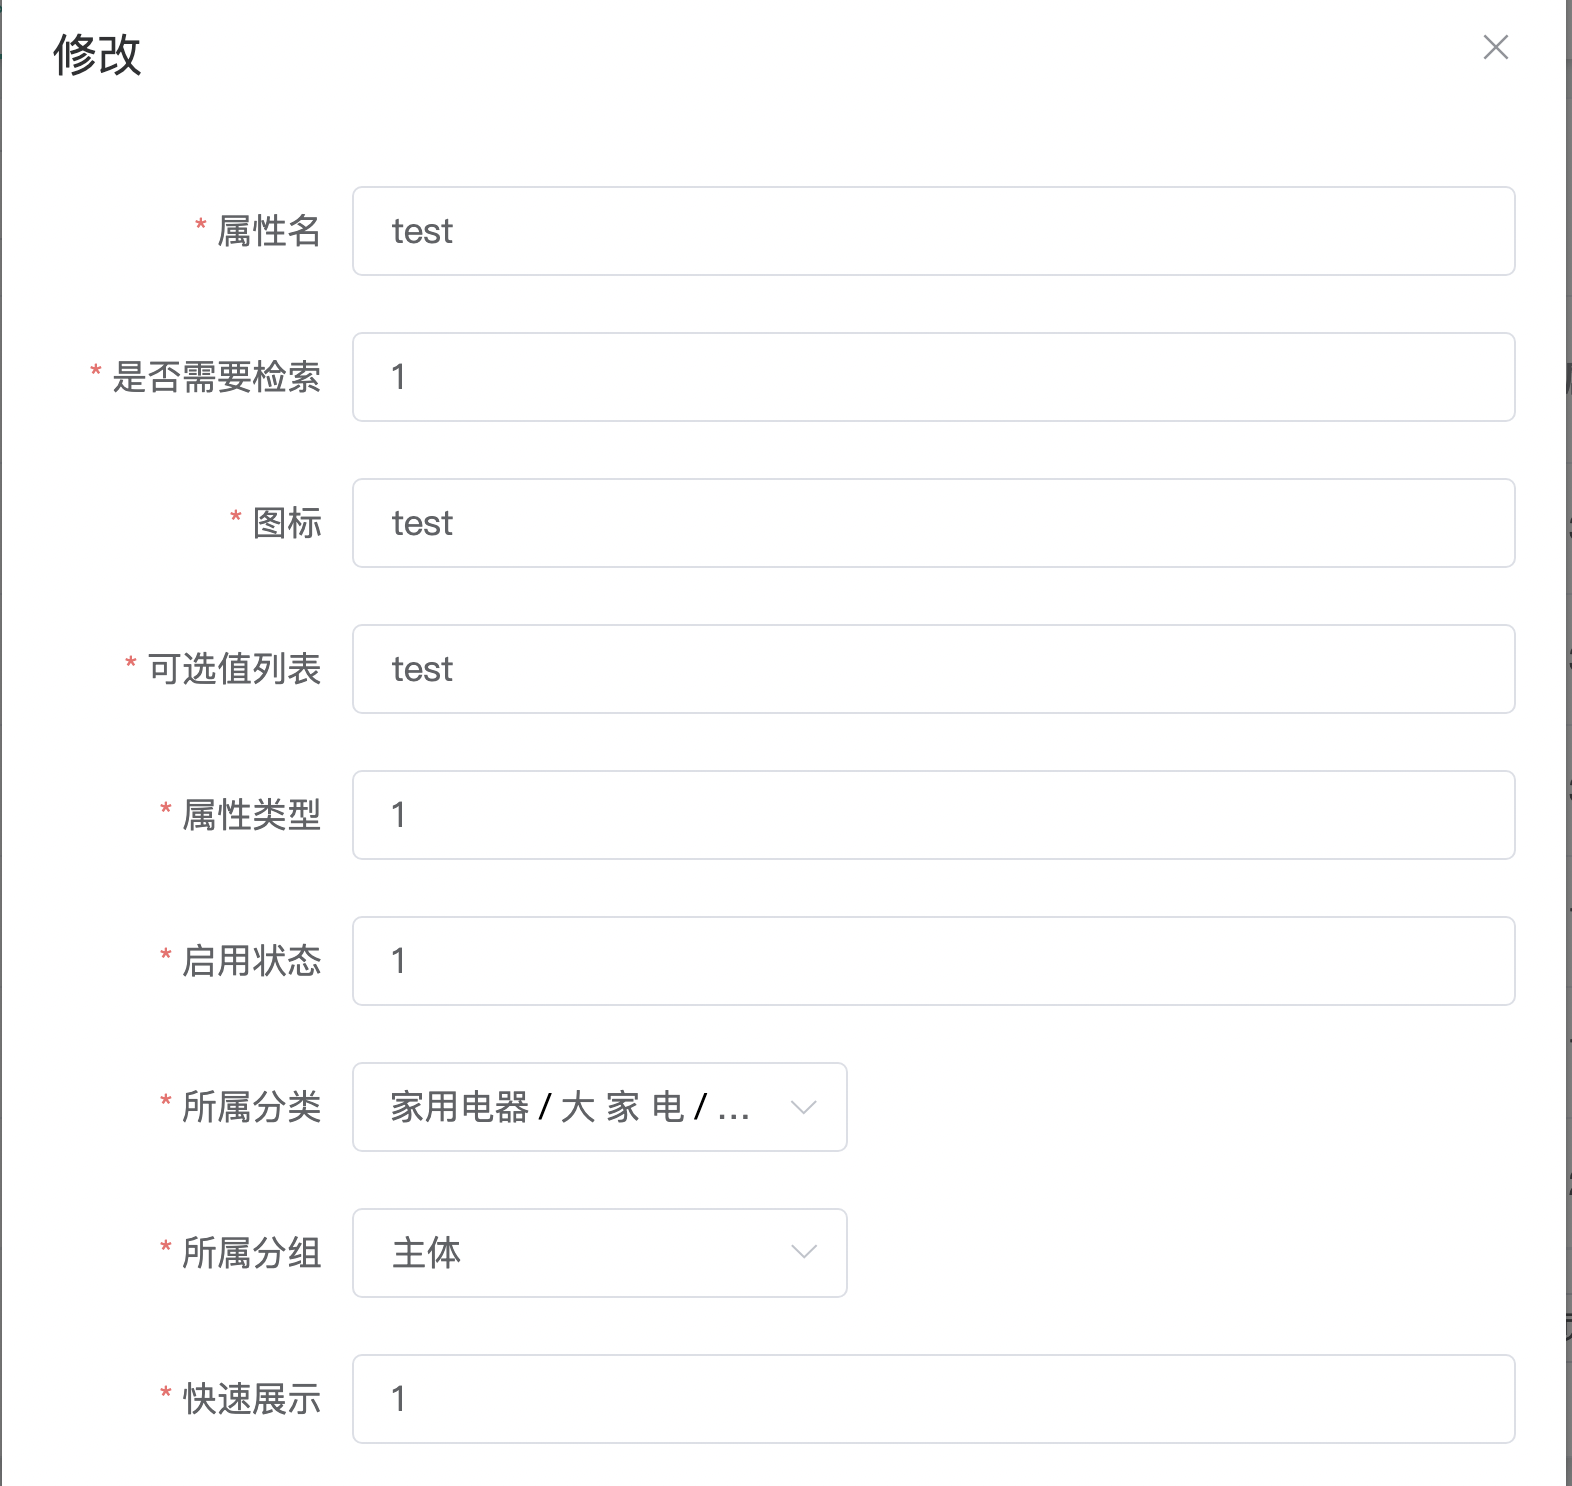 修改
* 属性名 test
* 是否需要检索 1
* 图标 test
* 可选值列表 test
* 属性类型 1
* 启用状态 1
* 所属分类 家用电器 / 大 家 电 / ...
* 所属分组 主体
* 快速展示 1